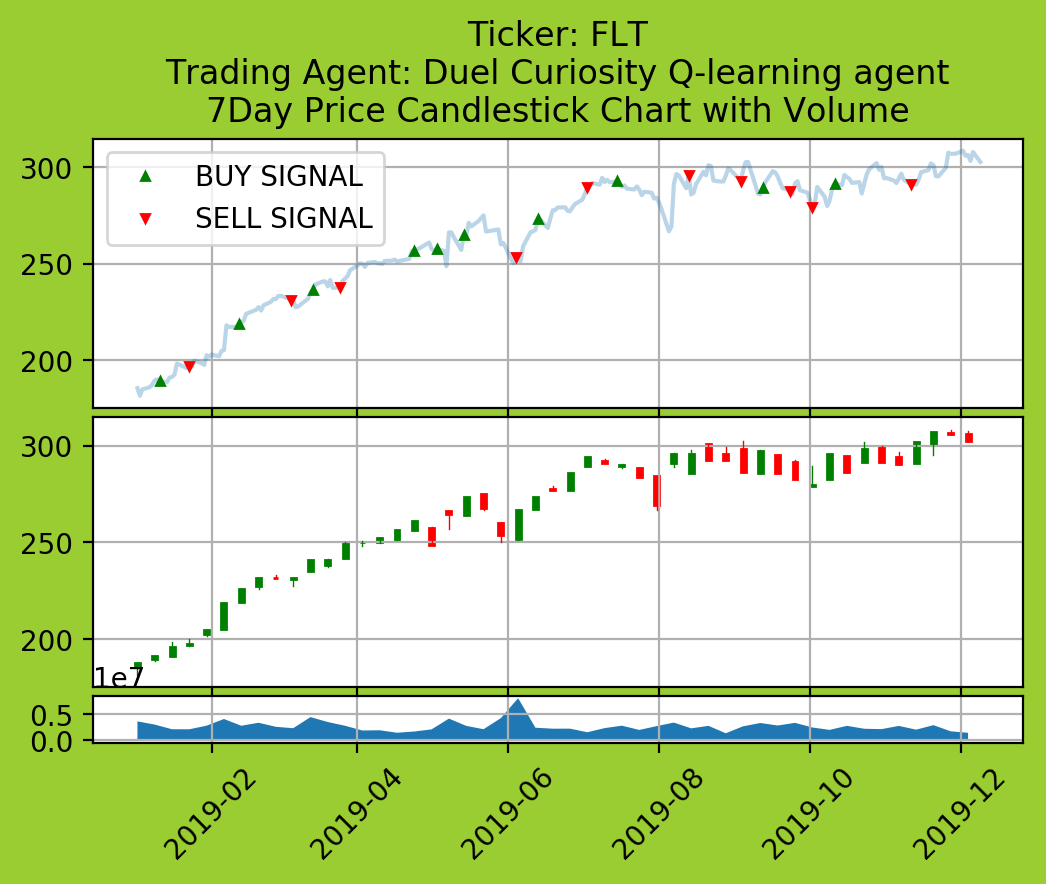 Ticker: FLT
Trading Agent: Duel Curiosity Q-learning agent
7Day Price Candlestick Chart with Volume
300
250
200
BUY SIGNAL
SELL SIGNAL
300
250
200
1e7
0.5
0.0
2019-02
2019-04
2019-06
2019-08
2019-10
2019-12